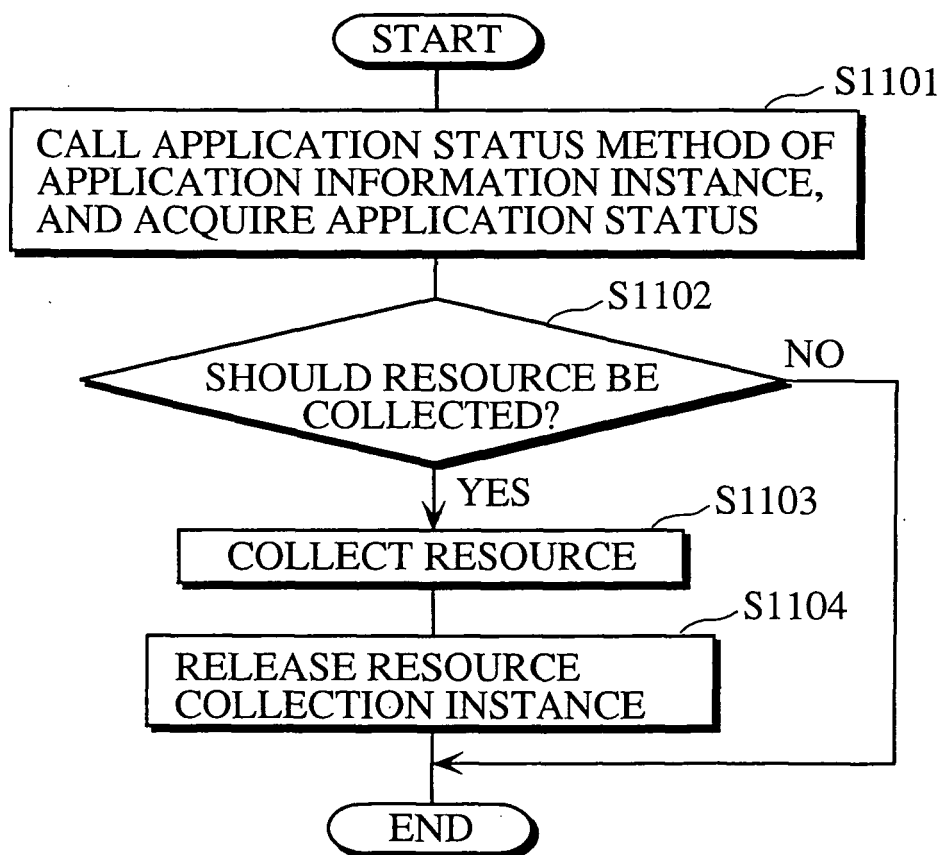 START
S1101
CALL APPLICATION STATUS METHOD OF
APPLICATION INFORMATION INSTANCE,
AND ACQUIRE APPLICATION STATUS
S1102
NO
SHOULD RESOURCE BE
COLLECTED?
YES
S1103
COLLECT RESOURCE
S1104
RELEASE RESOURCE
COLLECTION INSTANCE
END